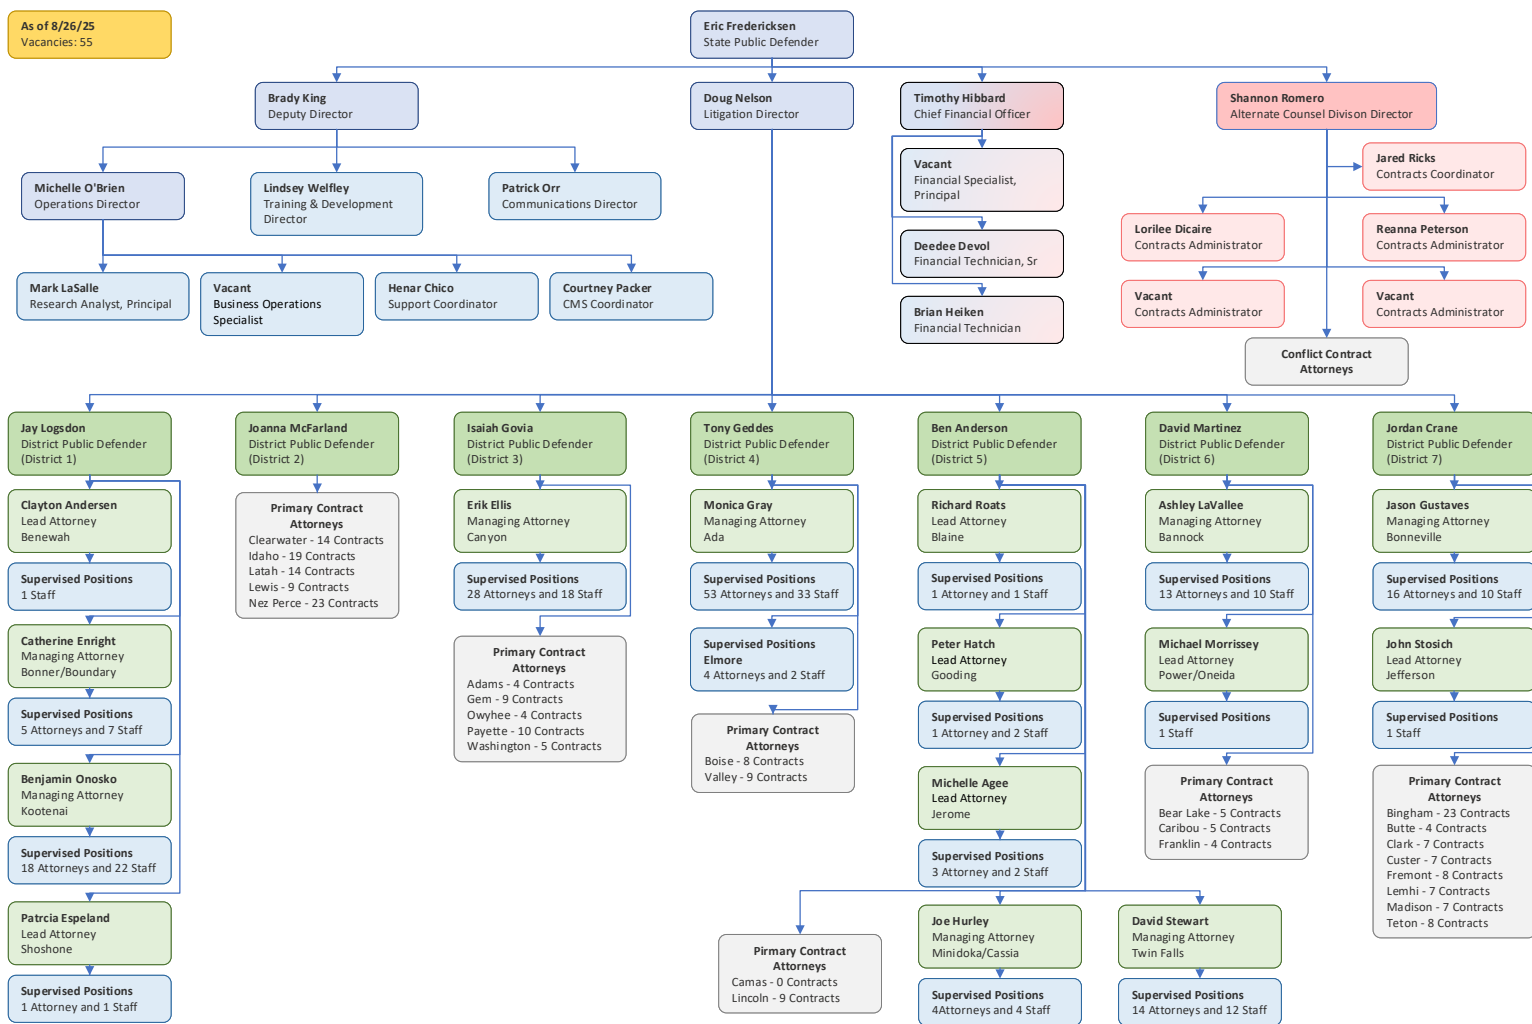 As of 8/26/25
Vacancies: 55
Eric Fredericksen
State Public Defender
Brady King
Deputy Director
Doug Nelson
Litigation Director
Timothy Hibbard
Chief Financial Officer
Shannon Romero
Alternate Counsel Divison Director
Michelle O'Brien
Operations Director
Lindsey Welfley
Training & Development
Director
Patrick Orr
Communications Director
Vacant
Financial Specialist,
Principal
Deedee Devol
Financial Technician, Sr
Brian Heiken
Financial Technician
Jared Ricks
Contracts Coordinator
Lorilee Dicaire
Contracts Administrator
Reanna Peterson
Contracts Administrator
Vacant
Contracts Administrator
Vacant
Contracts Administrator
Conflict Contract
Attorneys
Mark LaSalle
Research Analyst, Principal
Vacant
Business Operations
Specialist
Henar Chico
Support Coordinator
Courtney Packer
CMS Coordinator
Jay Logsdon
District Public Defender
(District 1)
Clayton Andersen
Lead Attorney
Benewah
Supervised Positions
1 Staff
Catherine Enright
Managing Attorney
Bonner/Boundary
Supervised Positions
5 Attorneys and 7 Staff
Benjamin Onosko
Managing Attorney
Kootenai
Supervised Positions
18 Attorneys and 22 Staff
Patrcia Espeland
Lead Attorney
Shoshone
Supervised Positions
1 Attorney and 1 Staff
Joanna McFarland
District Public Defender
(District 2)
Primary Contract
Attorneys
Clearwater - 14 Contracts
Idaho - 19 Contracts
Latah - 14 Contracts
Lewis - 9 Contracts
Nez Perce - 23 Contracts
Isaiah Govia
District Public Defender
(District 3)
Erik Ellis
Managing Attorney
Canyon
Supervised Positions
28 Attorneys and 18 Staff
Primary Contract
Attorneys
Adams - 4 Contracts
Gem - 9 Contracts
Owyhee - 4 Contracts
Payette - 10 Contracts
Washington - 5 Contracts
Tony Geddes
District Public Defender
(District 4)
Monica Gray
Managing Attorney
Ada
Supervised Positions
53 Attorneys and 33 Staff
Supervised Positions
Elmore
4 Attorneys and 2 Staff
Primary Contract
Attorneys
Boise - 8 Contracts
Valley - 9 Contracts
Ben Anderson
District Public Defender
(District 5)
Richard Roats
Lead Attorney
Blaine
Supervised Positions
1 Attorney and 1 Staff
Peter Hatch
Lead Attorney
Gooding
Supervised Positions
1 Attorney and 2 Staff
Michelle Agee
Lead Attorney
Jerome
Supervised Positions
3 Attorney and 2 Staff
Pirmary Contract
Attorneys
Camas - 0 Contracts
Lincoln - 9 Contracts
Joe Hurley
Managing Attorney
Minidoka/Cassia
Supervised Positions
4Attorneys and 4 Staff
David Stewart
Managing Attorney
Twin Falls
Supervised Positions
14 Attorneys and 12 Staff
David Martinez
District Public Defender
(District 6)
Ashley LaVallee
Managing Attorney
Bannock
Supervised Positions
13 Attorneys and 10 Staff
Michael Morrissey
Lead Attorney
Power/Oneida
Supervised Positions
1 Staff
Primary Contract
Attorneys
Bear Lake - 5 Contracts
Caribou - 5 Contracts
Franklin - 4 Contracts
Jordan Crane
District Public Defender
(District 7)
Jason Gustaves
Managing Attorney
Bonneville
Supervised Positions
16 Attorneys and 10 Staff
John Stosich
Lead Attorney
Jefferson
Supervised Positions
1 Staff
Primary Contract
Attorneys
Bingham - 23 Contracts
Butte - 4 Contracts
Clark - 7 Contracts
Custer - 7 Contracts
Fremont - 8 Contracts
Lemhi - 7 Contracts
Madison - 7 Contracts
Teton - 8 Contracts